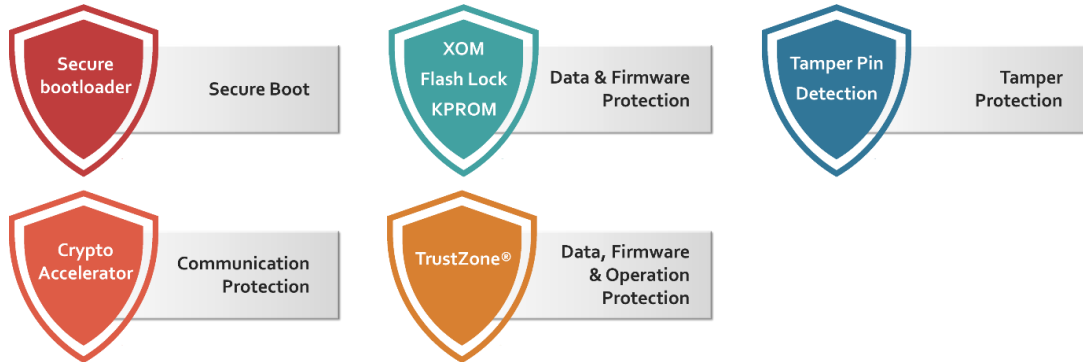 Secure
bootloader
Secure Boot
XOM
Flash Lock
KPROM
Data & Firmware
Protection
Tamper Pin
Detection
Tamper
Protection
Crypto
Accelerator
Communication
Protection
TrustZone®
Data, Firmware
& Operation
Protection